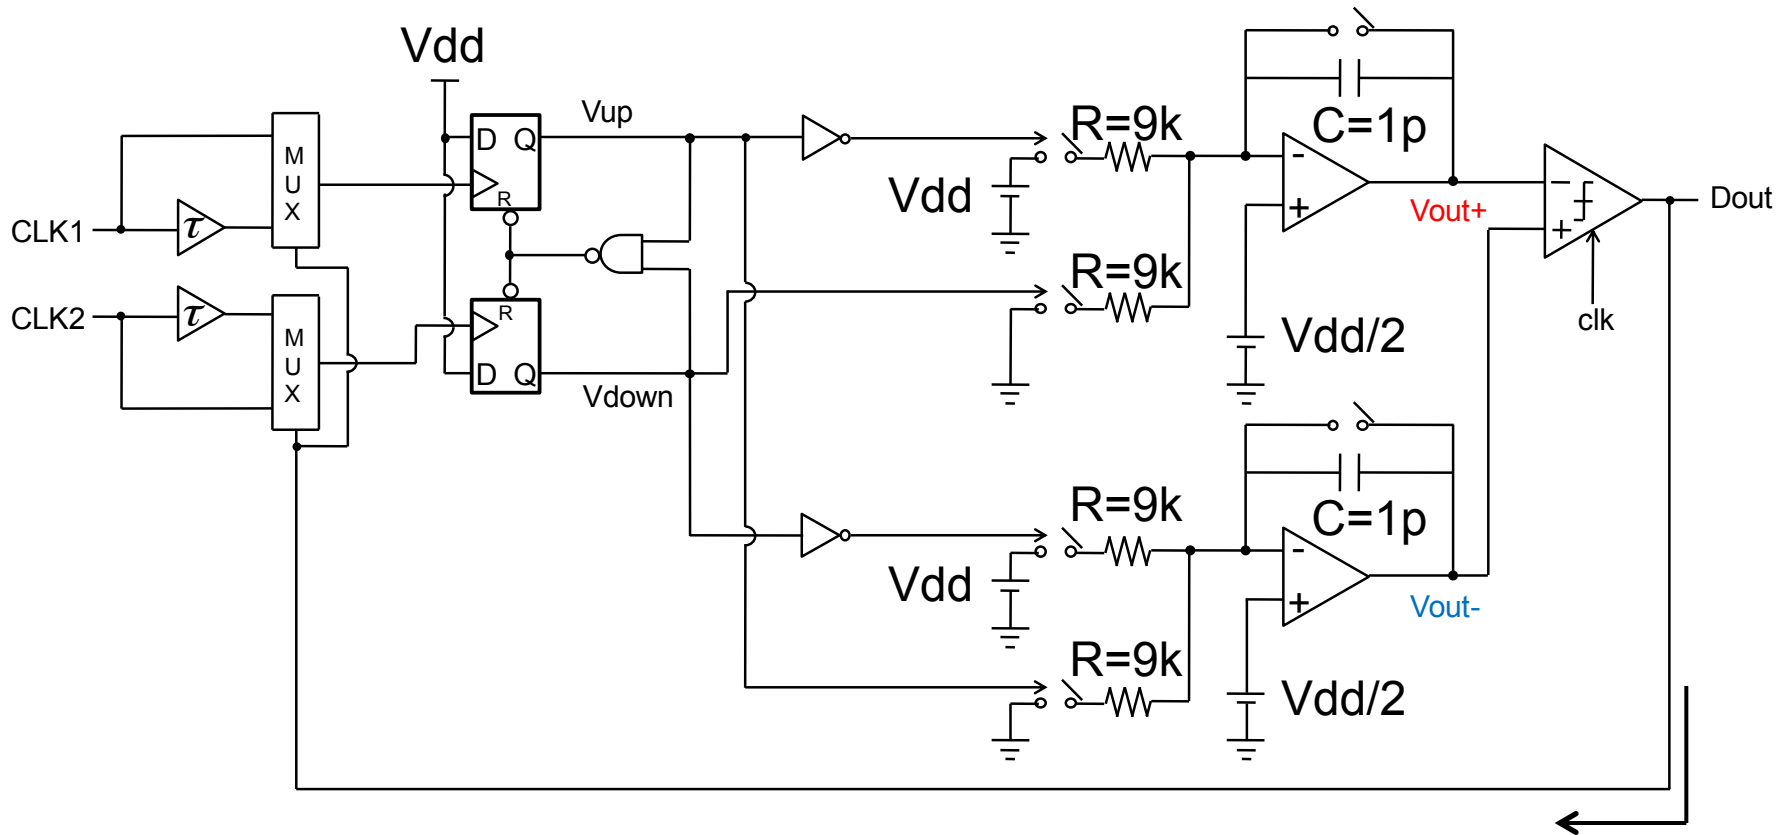 Vdd
Vup
R=9k
C=1p
M
U
X
D Q
R
-
+
CLK1
τ
Vdd
Vout+
-
+
Dout
clk
R=9k
CLK2
τ
M
U
X
R
D Q
Vdown
Vdd/2
R=9k
C=1p
Vdd
-
+
Vout-
R=9k
Vdd/2